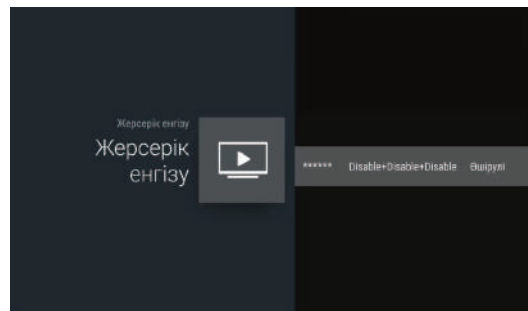 Жерсерік енгізу
Жерсерік
енгізу
****** Disable+Disable+Disable Өшірулі